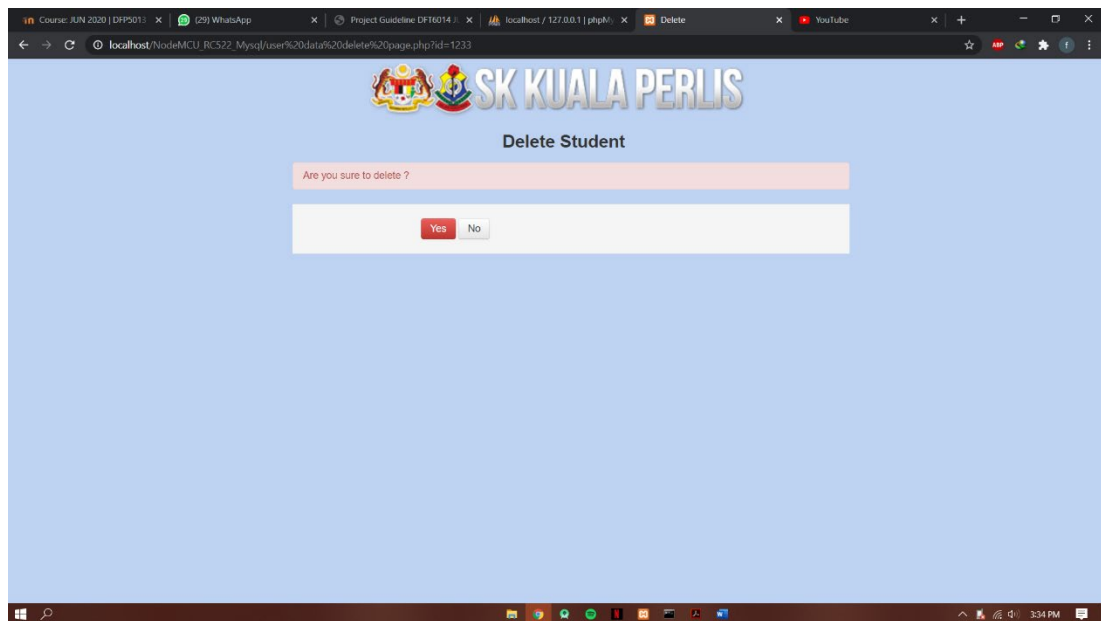 Course: JUN 2020 | DFP5013
(29) WhatsApp
Project Guideline DFT6014 J
localhost / 127.0.0.1 | phpMy
Delete
YouTube
localhost/NodeMCU_RC522_Mysql/user%20data%20delete%20page.php?id=1233
ABP
f
SK KUALA PERLIS
Delete Student
Are you sure to delete ?
Yes No
3:34 PM